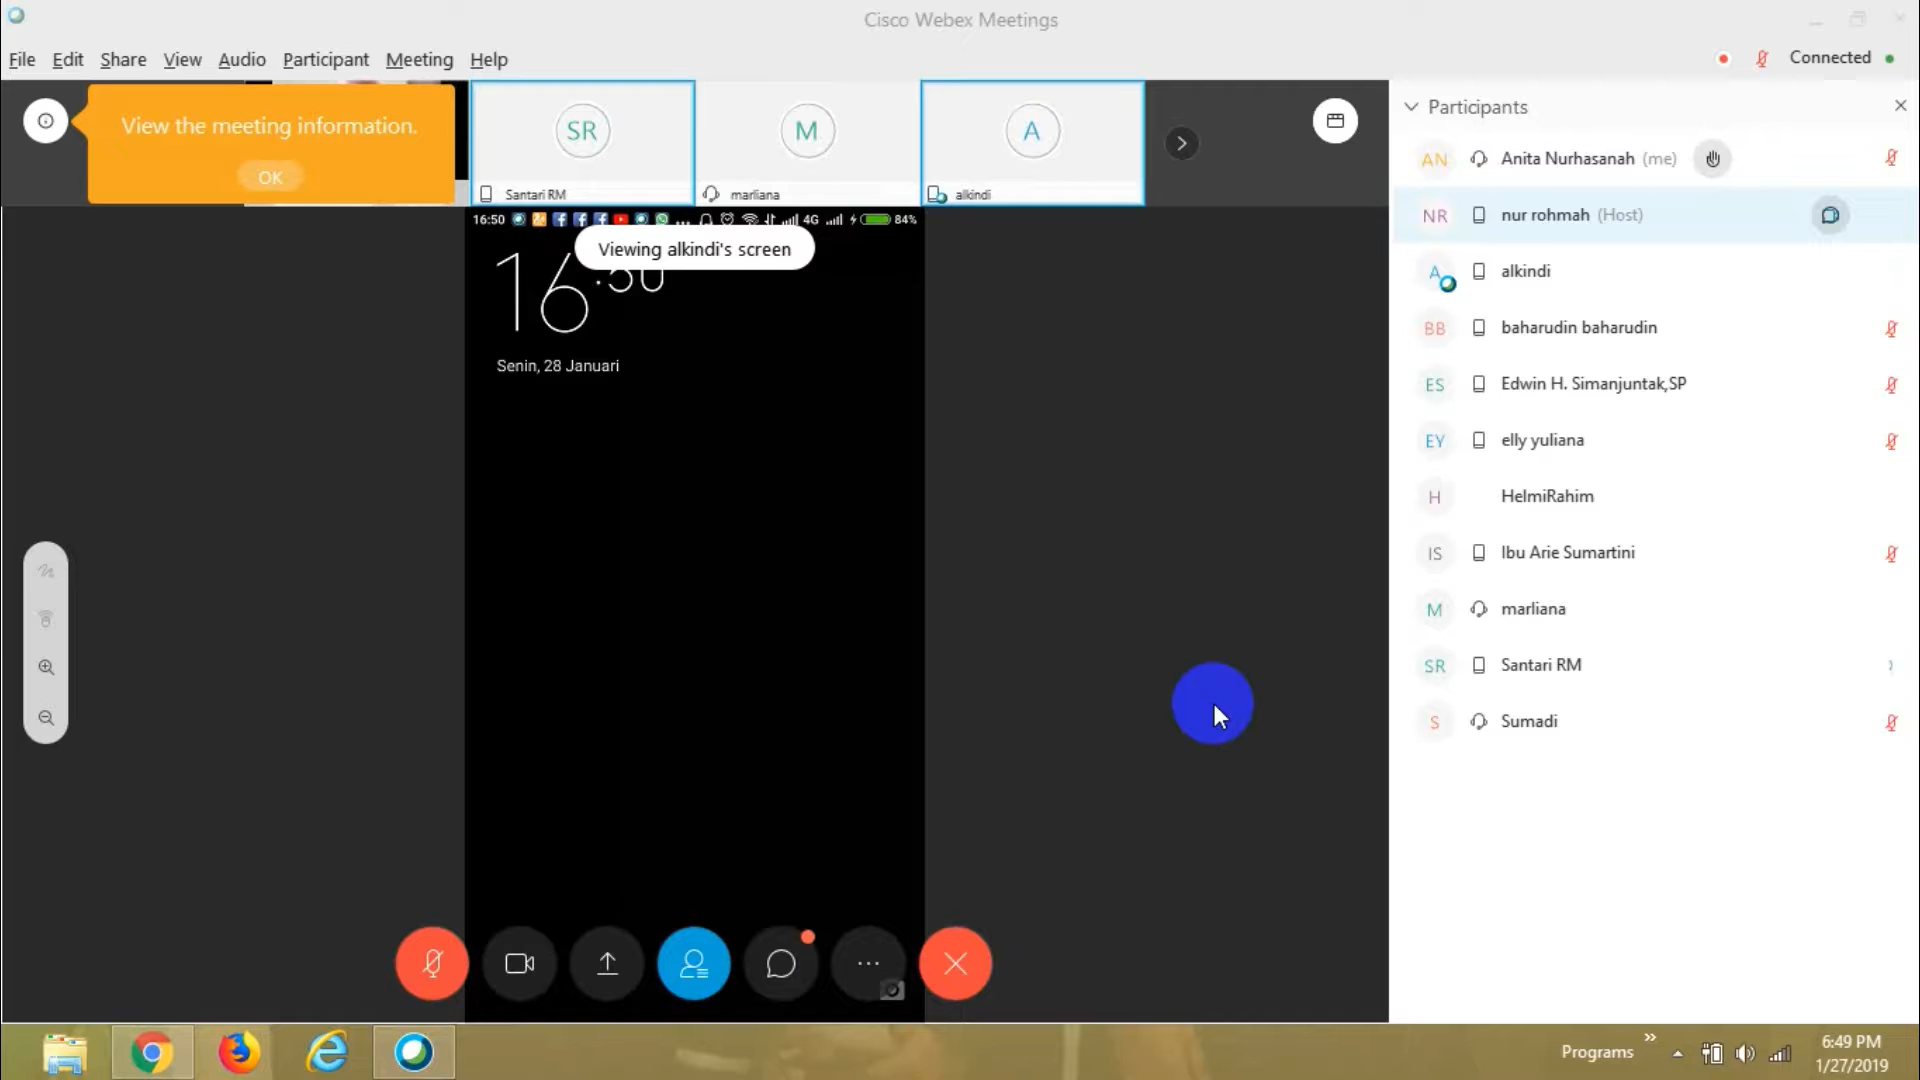 Cisco Webex Meetings
File Edit Share View Audio Participant Meeting Help
Connected
View the meeting information.
OK
SR
Santari RM
M
marliana
A
alkindi
16:50
4G
84%
Viewing alkindi's screen
16:50
Senin, 28 Januari
Participants
AN Anita Nurhasanah (me)
NR nur rohmah (Host)
A alkindi
BB baharudin baharudin
ES Edwin H. Simanjuntak,SP
EY elly yuliana
H HelmiRahim
IS Ibu Arie Sumartini
M marliana
SR Santari RM
S Sumadi
Programs
6:49 PM
1/27/2019